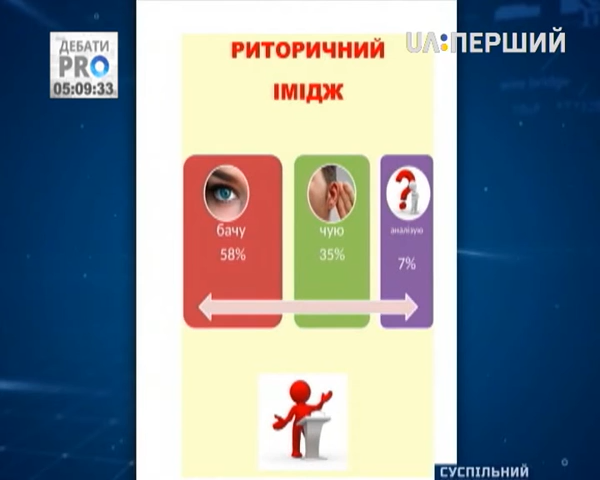 ДЕБАТИ
PRO
05:09:33
UA:ПЕРШИЙ
РИТОРИЧНИЙ
ІМІДЖ
бачу
58%
чую
35%
аналізую
7%
СУСПІЛЬНИЙ